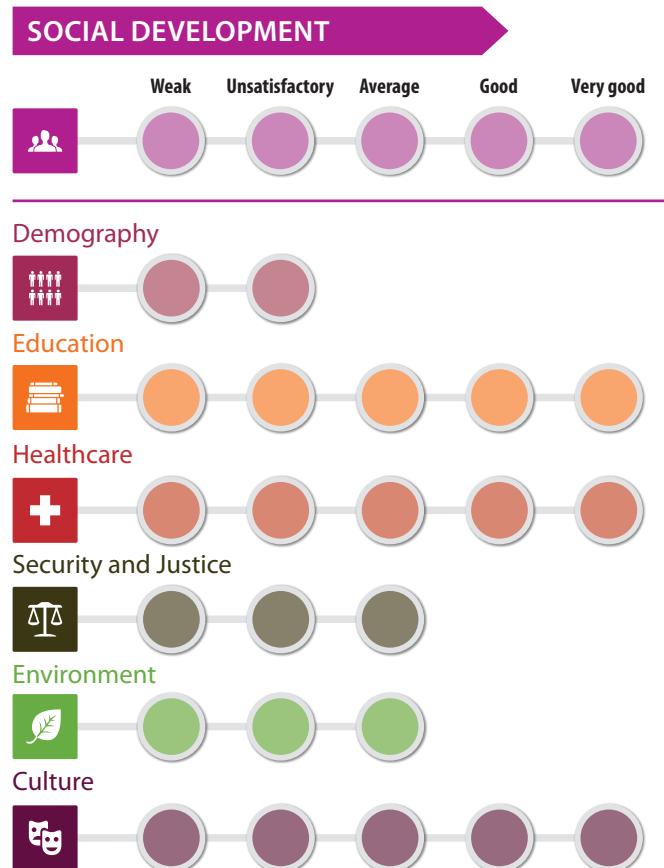 SOCIAL DEVELOPMENT
Weak Unsatisfactory Average Good Very good
Demography
Education
Healthcare
Security and Justice
Environment
Culture